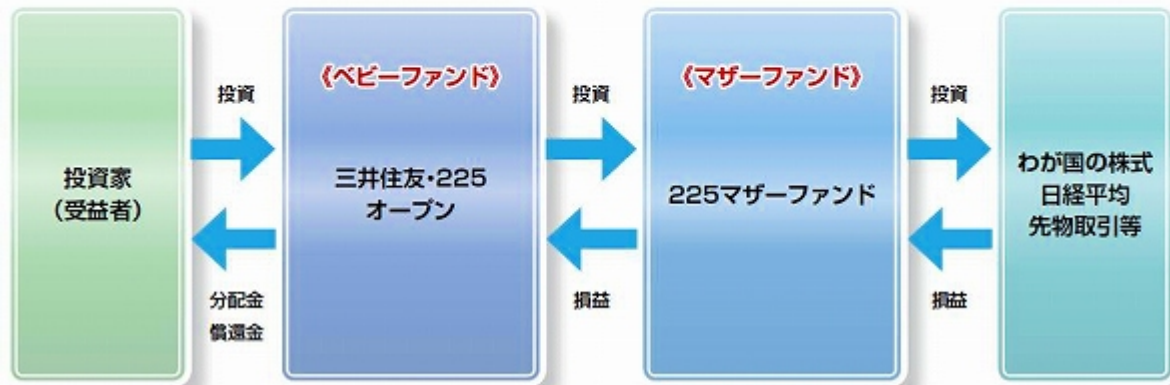 投資家
（受益者）
投資
分配金
償還金
《ベビーファンド》
三井住友・225
オープン
投資
損益
《マザーファンド》
225マザーファンド
投資
損益
わが国の株式
日経平均
先物取引等